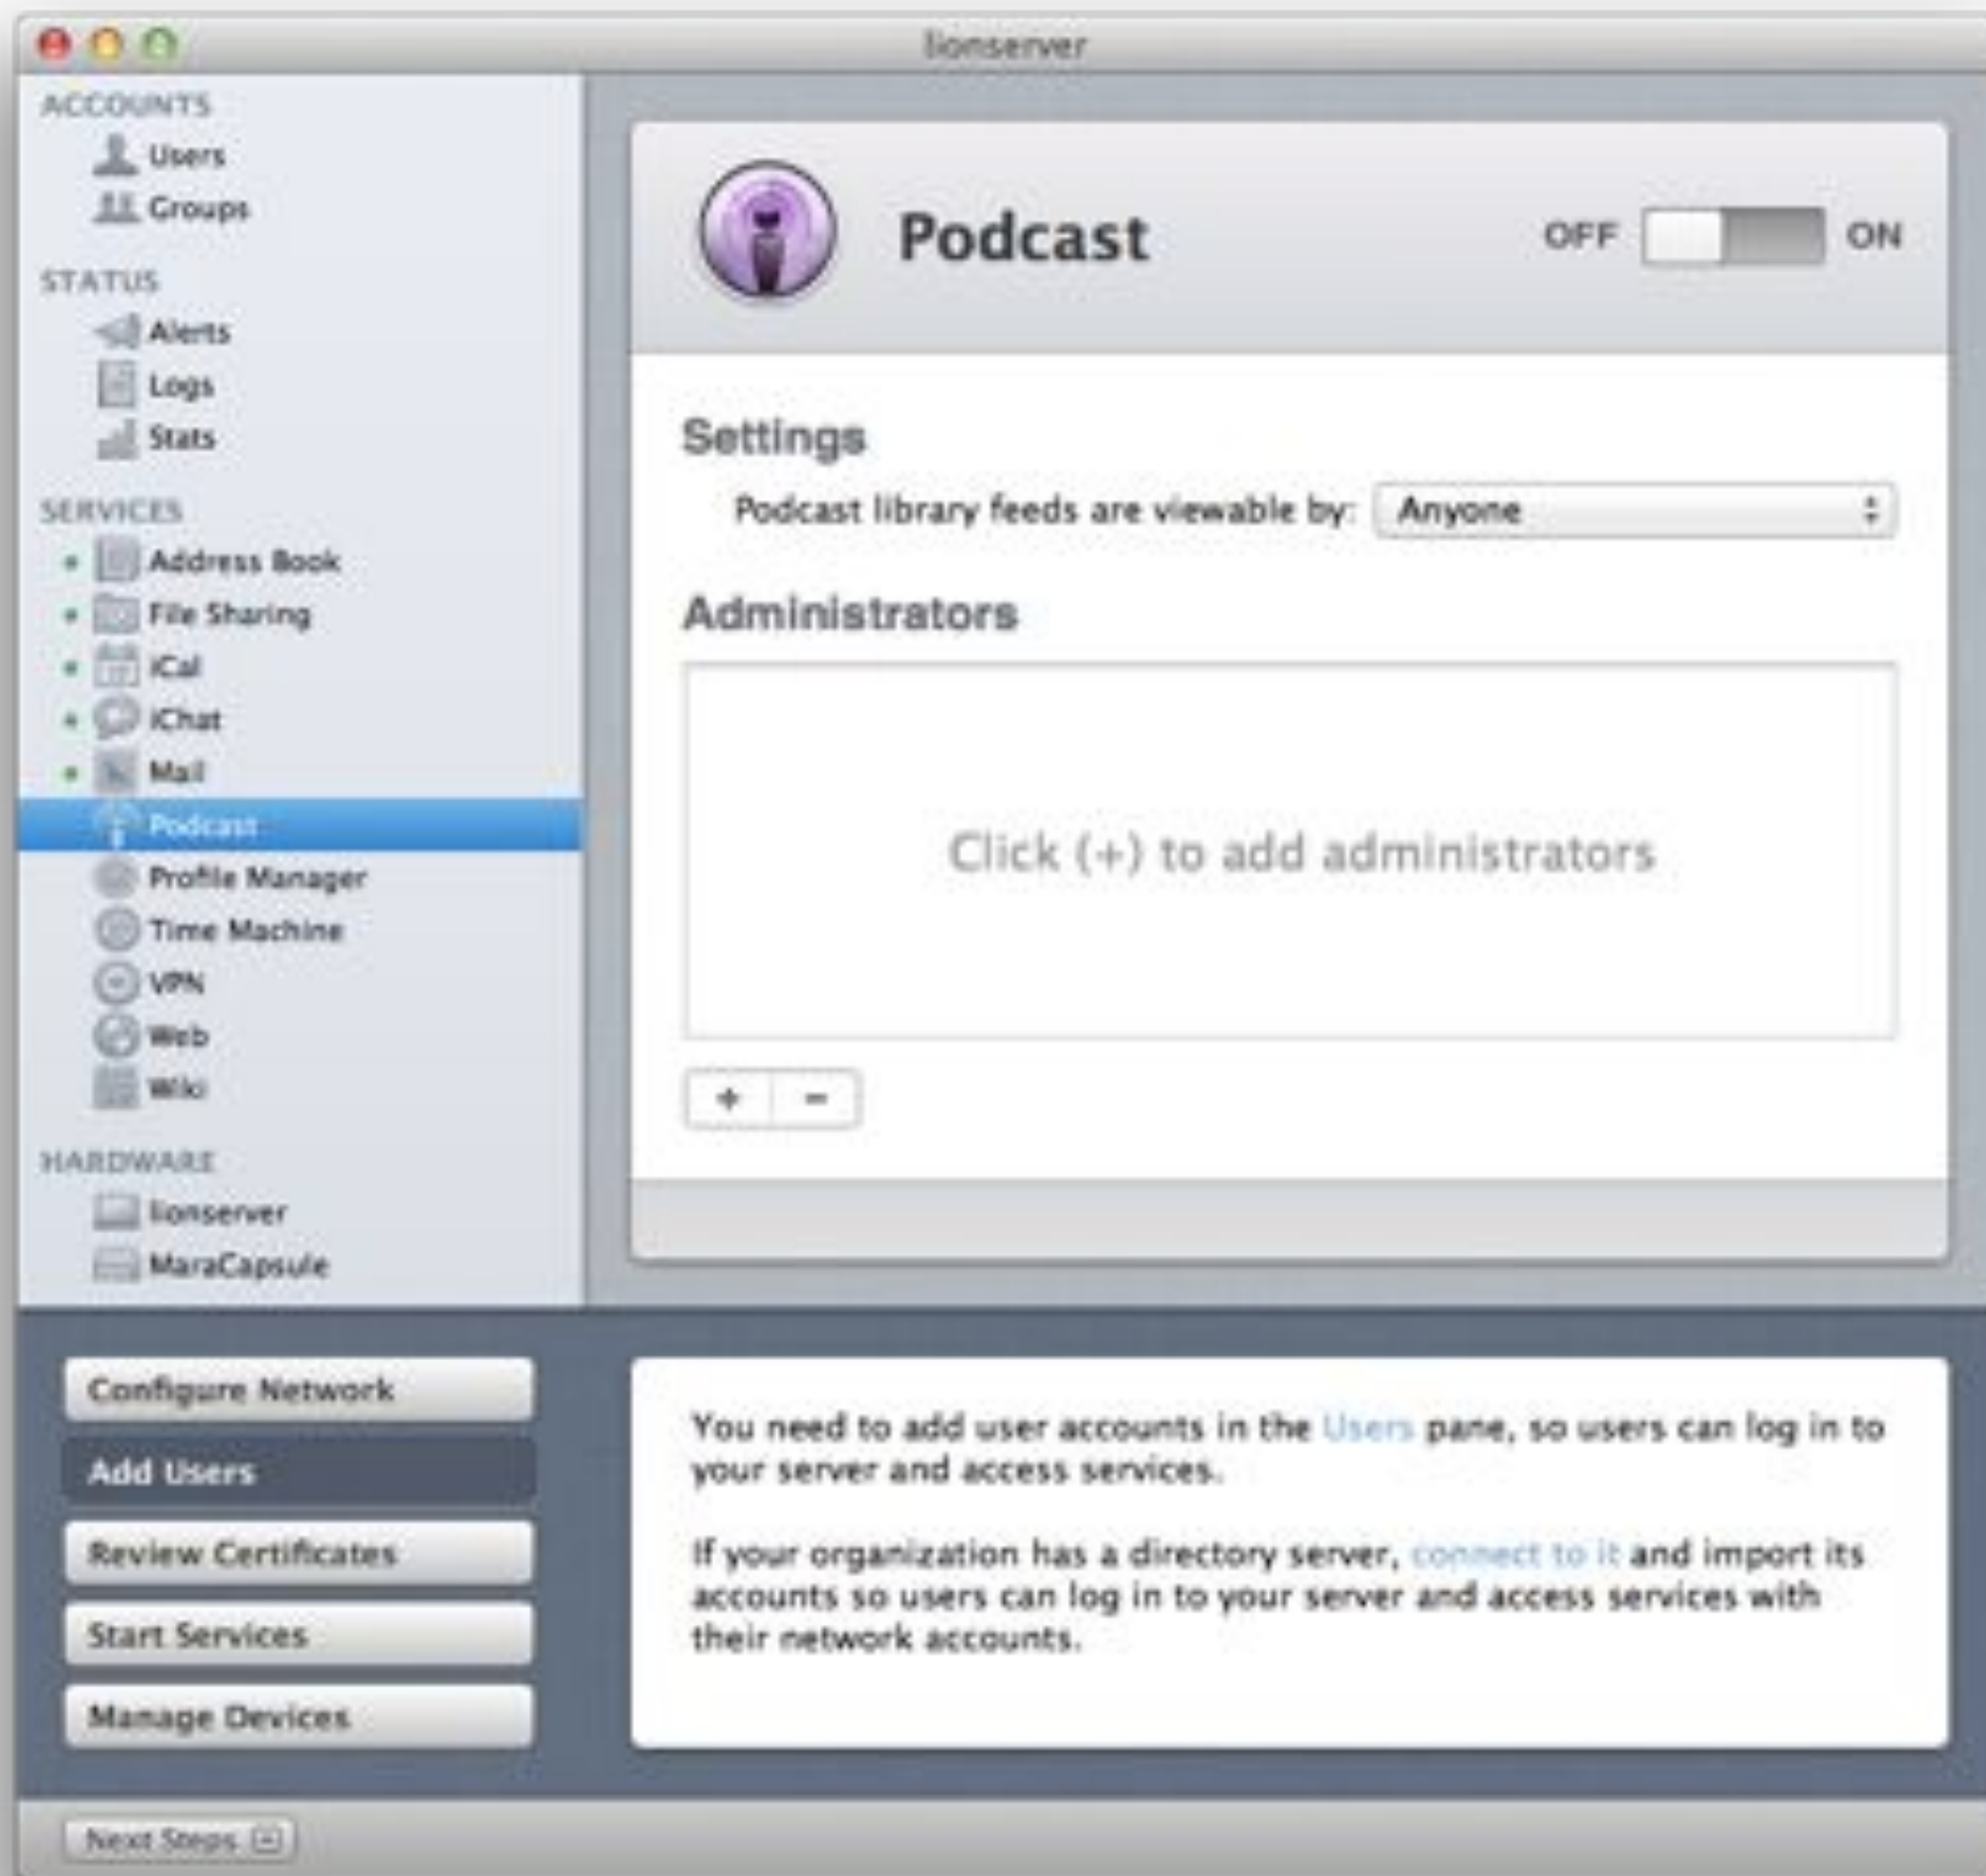 lionserver
ACCOUNTS
Users
Groups
STATUS
Alerts
Logs
Stats
SERVICES
Address Book
File Sharing
iCal
iChat
Mail
Podcast
Profile Manager
Time Machine
VPN
Web
Wiki
HARDWARE
lionserver
MaraCapsule
Podcast
OFF ON
Settings
Podcast library feeds are viewable by: Anyone
Administrators
Click (+) to add administrators
+ -
Configure Network
Add Users
Review Certificates
Start Services
Manage Devices
You need to add user accounts in the Users pane, so users can log in to
your server and access services.
If your organization has a directory server, connect to it and import its
accounts so users can log in to your server and access services with
their network accounts.
Next Steps